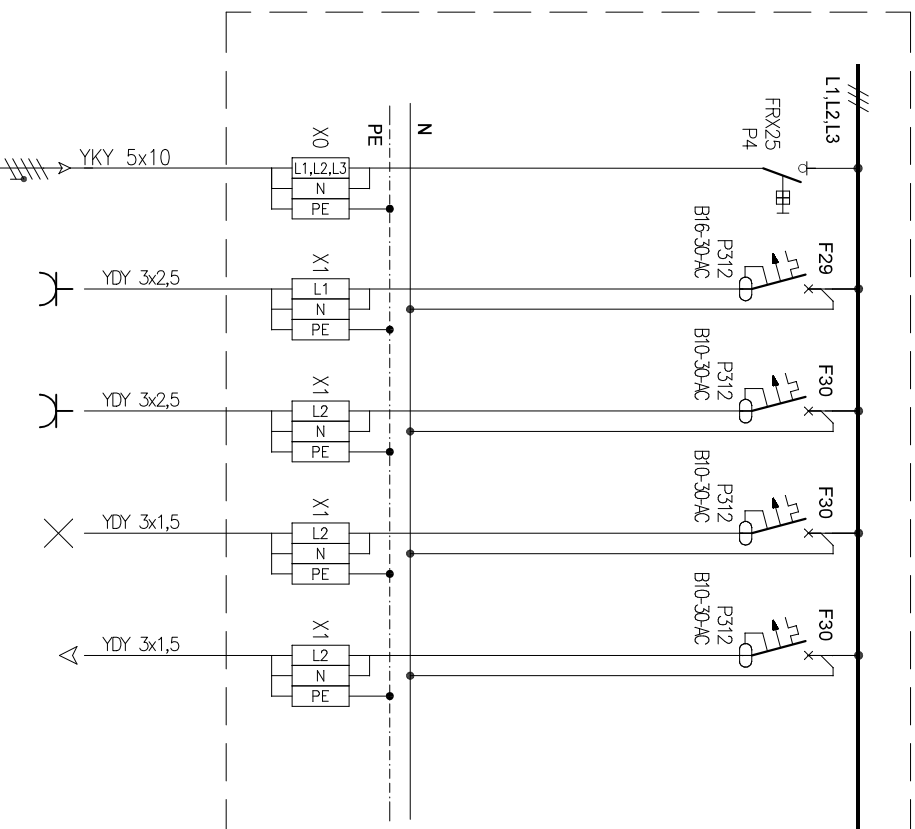 L1,L2,L3
FRX25
P4
N
PE
X0
L1,L2,L3
N
PE
YKY 5x10
F29
P312
B16-30-AC
X1
L1
N
PE
YDY 3x2,5
F30
P312
B10-30-AC
X1
L2
N
PE
YDY 3x2,5
F30
P312
B10-30-AC
X1
L2
N
PE
YDY 3x1,5
F30
P312
B10-30-AC
X1
L2
N
PE
YDY 3x1,5